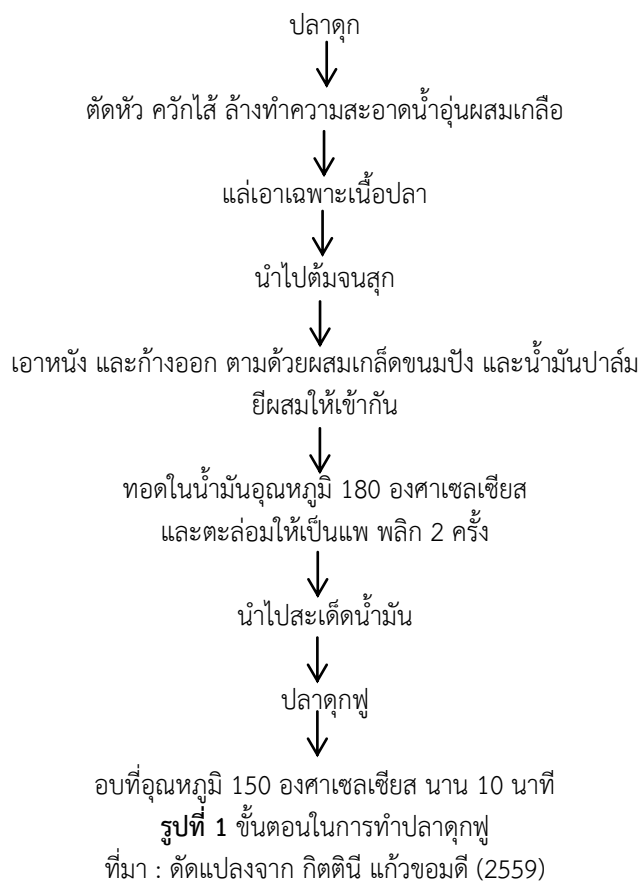 ปลาดุก
ตัดหัว ควักไส้ ล้างทำความสะอาดน้ำอุ่นผสมเกลือ
แล่เอาเฉพาะเนื้อปลา
นำไปต้มจนสุก
เอาหนัง และก้างออก ตามด้วยผสมเกล็ดขนมปัง และน้ำมันปาล์ม
ยีผสมให้เข้ากัน
ทอดในน้ำมันอุณหภูมิ 180 องศาเซลเซียส
และตะล่อมให้เป็นแพ พลิก 2 ครั้ง
นำไปสะเด็ดน้ำมัน
ปลาดุกฟู
อบที่อุณหภูมิ 150 องศาเซลเซียส นาน 10 นาที
รูปที่ 1 ขั้นตอนในการทำปลาดุกฟู
ที่มา : ดัดแปลงจาก กิตตินี แก้วขอมดี (2559)